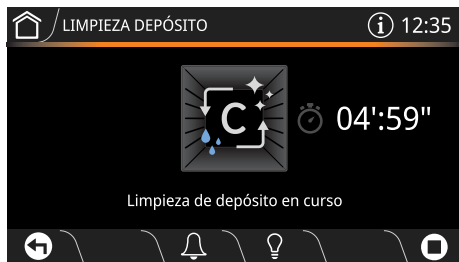 LIMPIEZA DEPÓSITO
12:35
C
04':59"
Limpieza de depósito en curso